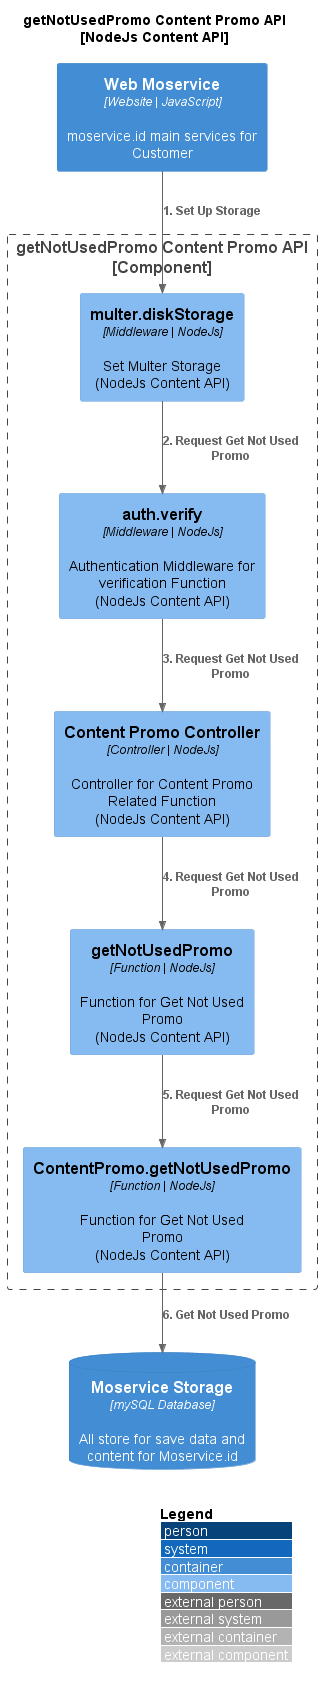 getNotUsedPromo Content Promo API
[NodeJs Content API]
Web Moservice
[Website | JavaScript]
moservice.id main services for
Customer
1. Set Up Storage
getNotUsedPromo Content Promo API
[Component]
multer.diskStorage
[Middleware | NodeJs]
Set Multer Storage
(NodeJs Content API)
2. Request Get Not Used
Promo
auth.verify
[Middleware | NodeJs]
Authentication Middleware for
verification Function
(NodeJs Content API)
3. Request Get Not Used
Promo
Content Promo Controller
[Controller | NodeJs]
Controller for Content Promo
Related Function
(NodeJs Content API)
4. Request Get Not Used
Promo
getNotUsedPromo
[Function | NodeJs]
Function for Get Not Used
Promo
(NodeJs Content API)
5. Request Get Not Used
Promo
ContentPromo.getNotUsedPromo
[Function | NodeJs]
Function for Get Not Used
Promo
(NodeJs Content API)
6. Get Not Used Promo
Moservice Storage
[mySQL Database]
All store for save data and
content for Moservice.id
Legend
person
system
container
component
external person
external system
external container
external component